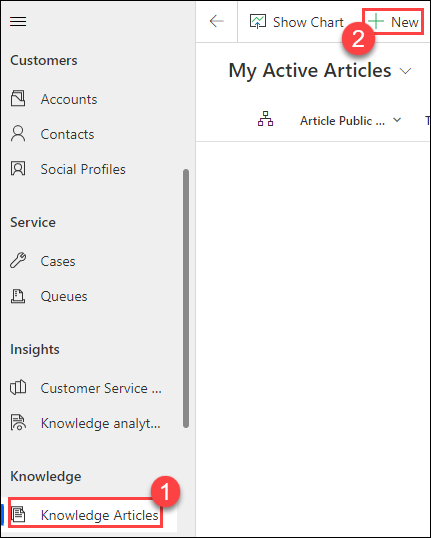 Show Chart
New
2
Customers
My Active Articles
Accounts
Article Public ...
T
Contacts
Social Profiles
Service
Cases
Queues
Insights
Customer Service ...
Knowledge analyt...
Knowledge
1
Knowledge Articles